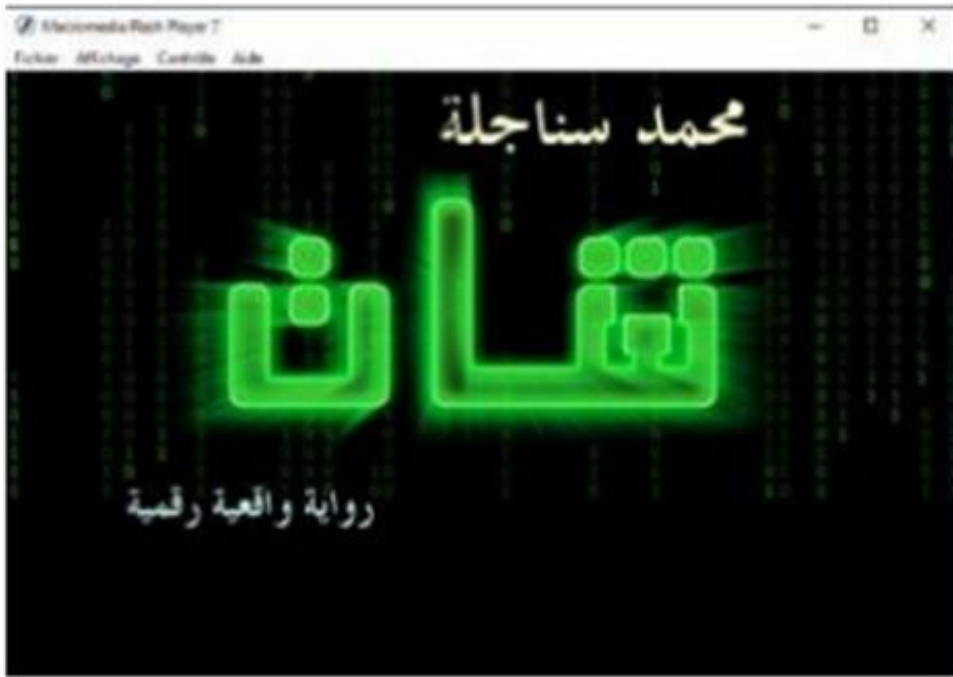 Macromedia Flash Player 7
Fichier Affichage Contrôle Aide
محمد سناجلة
شات
رواية واقعية رقمية